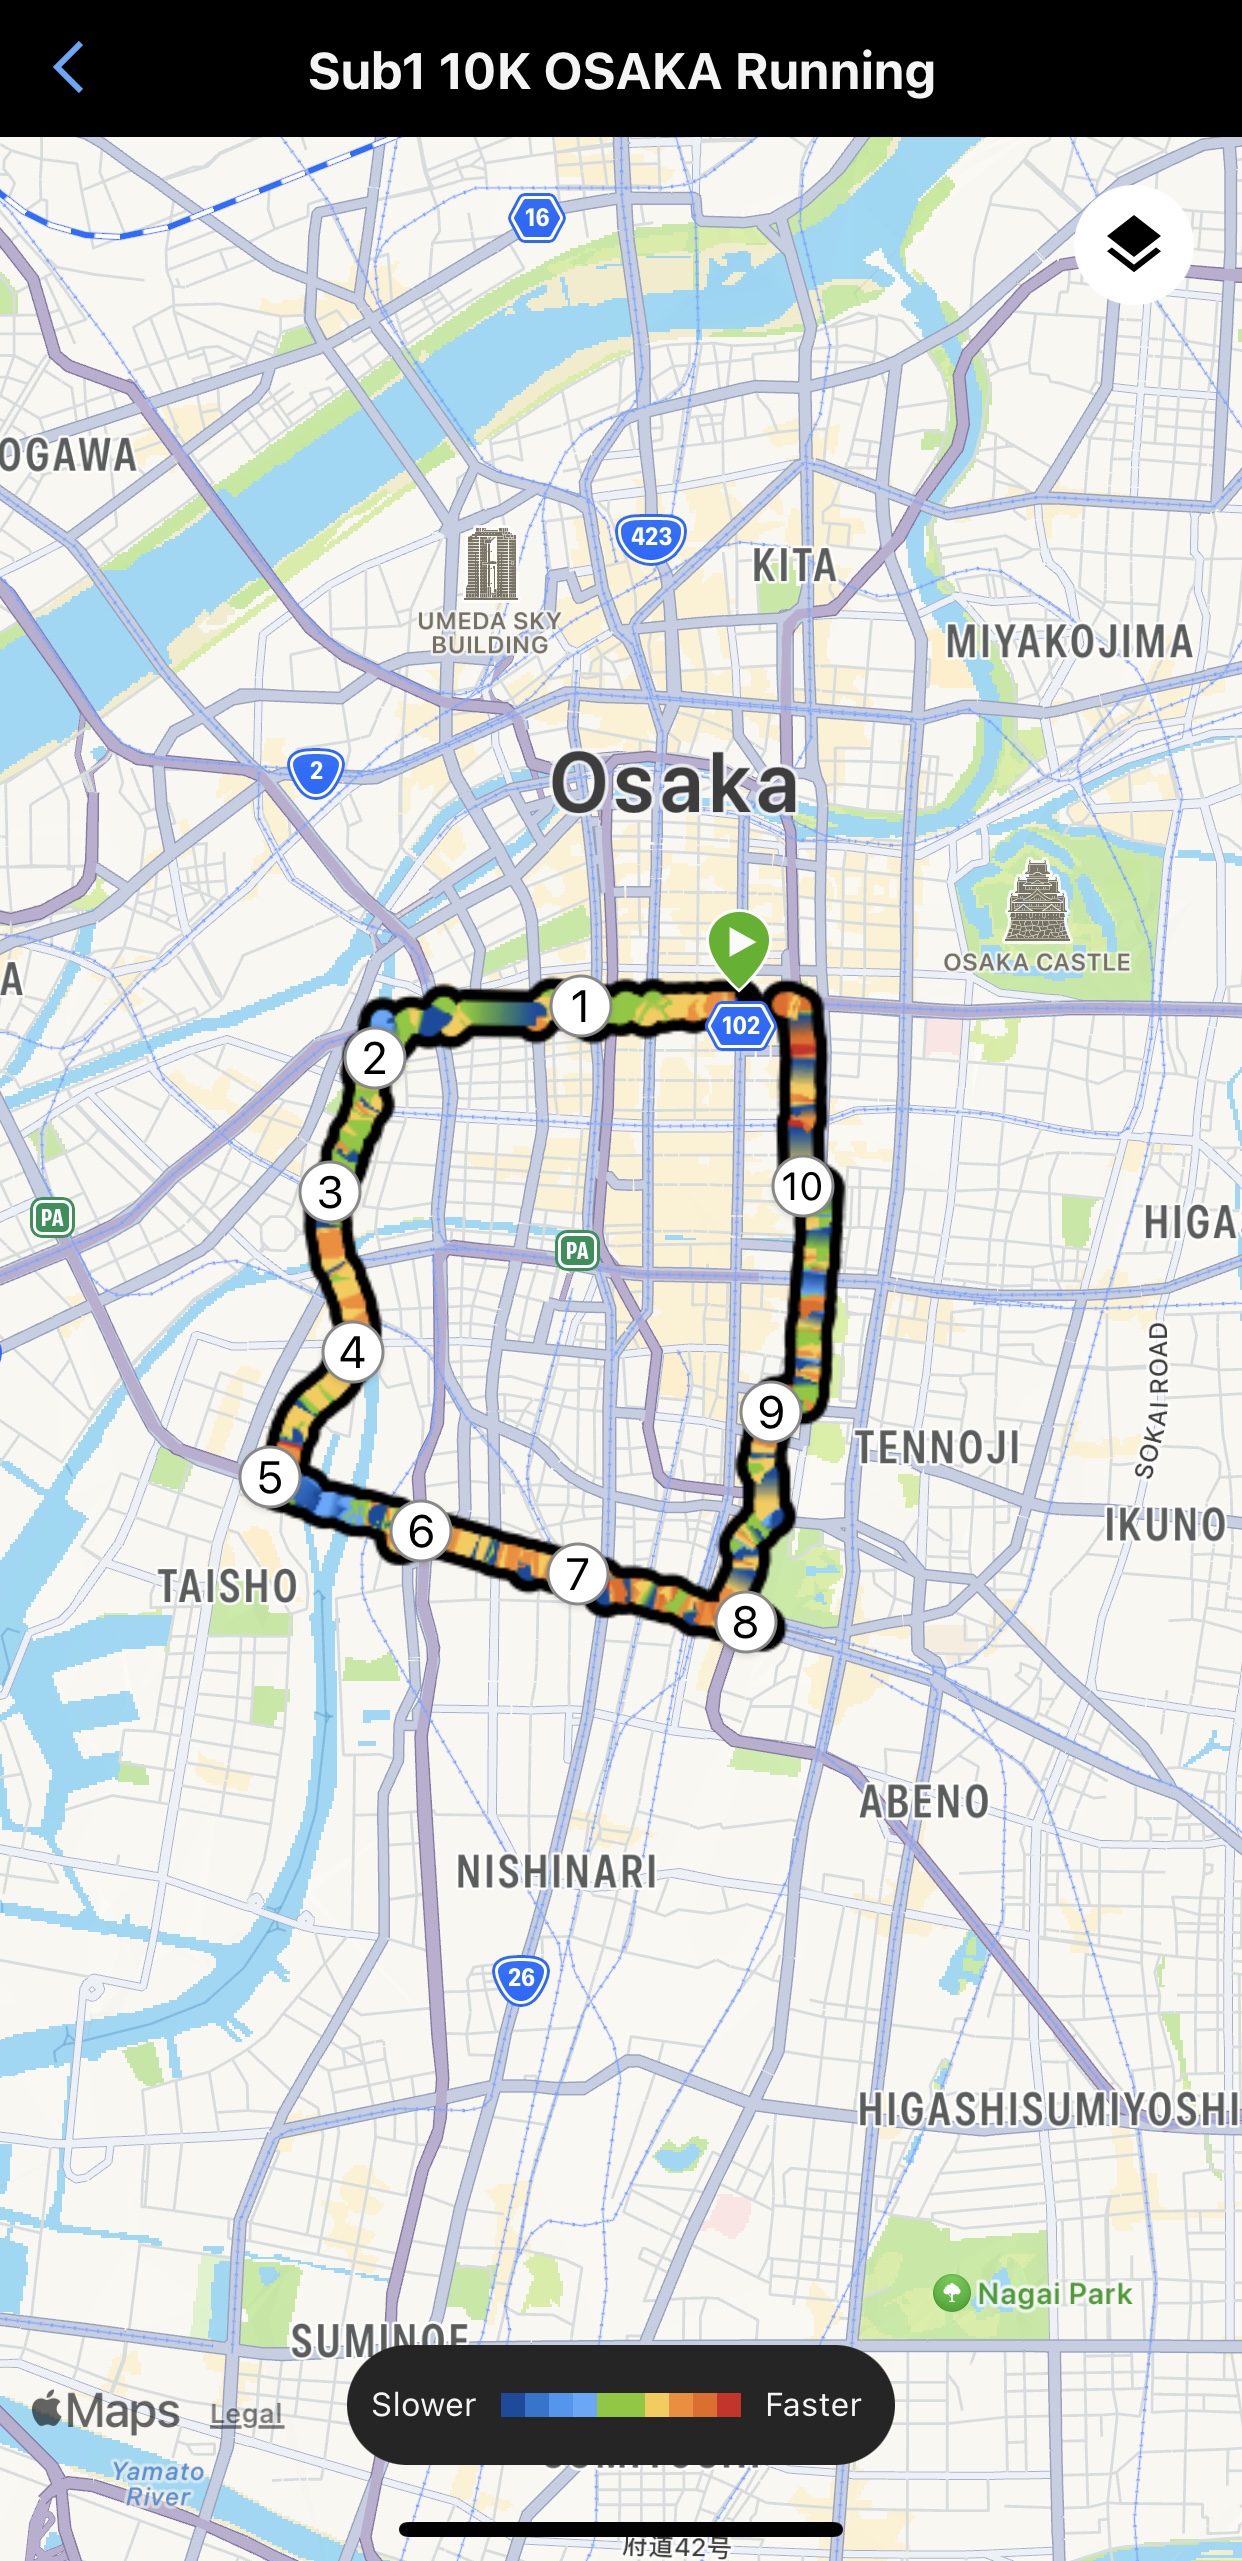 Sub1 10K OSAKA Running
16
OGAWA
423
KITA
UMEDA SKY
BUILDING
MIYAKOJIMA
2
Osaka
OSAKA CASTLE
A
1
102
2
3
10
PA
HIGA
PA
4
SOKAI ROAD
9
TENNOJI
5
IKUNO
6
7
TAISHO
8
ABENO
NISHINARI
26
HIGASHISUMIYOSHI
Nagai Park
SUMINOE
Slower
Faster
Maps
Legal
Yamato
River
府道42号